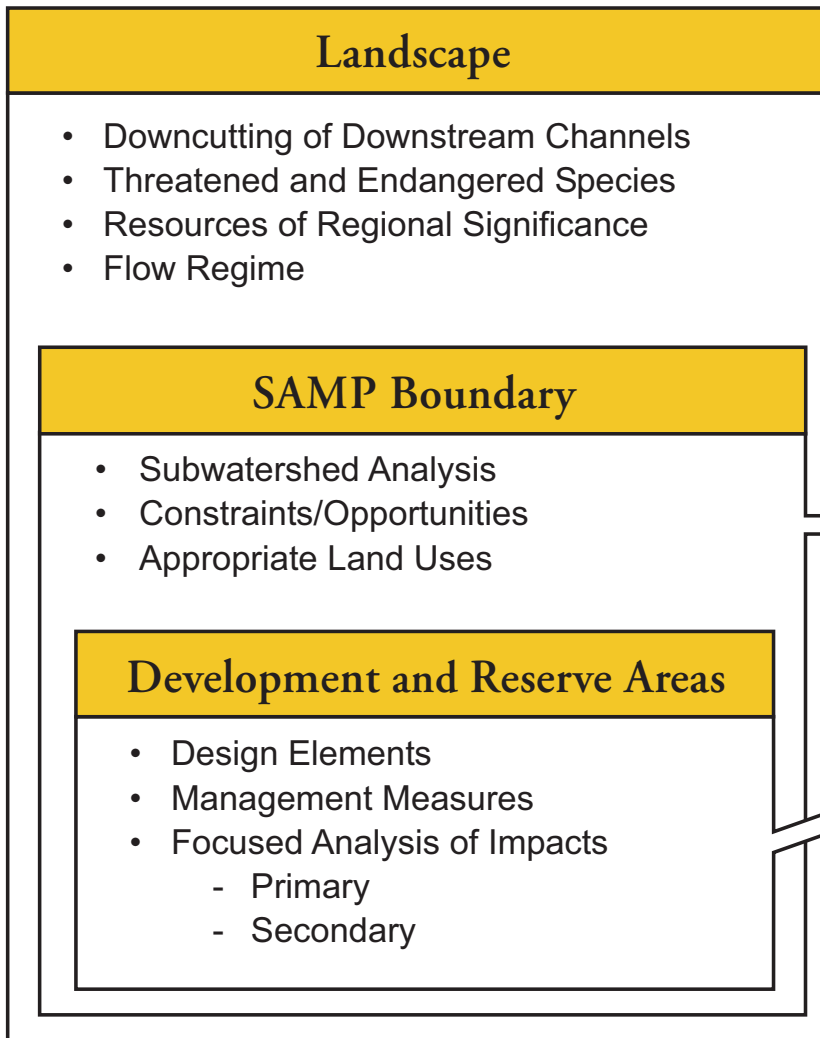 Landscape
• Downcutting of Downstream Channels
• Threatened and Endangered Species
• Resources of Regional Significance
• Flow Regime
SAMP Boundary
• Subwatershed Analysis
• Constraints/Opportunities
• Appropriate Land Uses
Development and Reserve Areas
• Design Elements
• Management Measures
• Focused Analysis of Impacts
- Primary
- Secondary